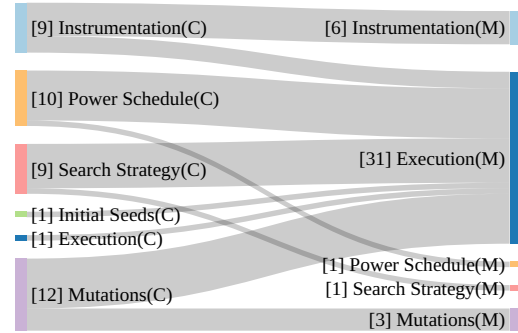 [9] Instrumentation(C)
[6] Instrumentation(M)
[10] Power Schedule(C)
[31] Execution(M)
[9] Search Strategy(C)
[1] Initial Seeds(C)
[1] Execution(C)
[1] Power Schedule(M)
[1] Search Strategy(M)
[12] Mutations(C)
[3] Mutations(M)